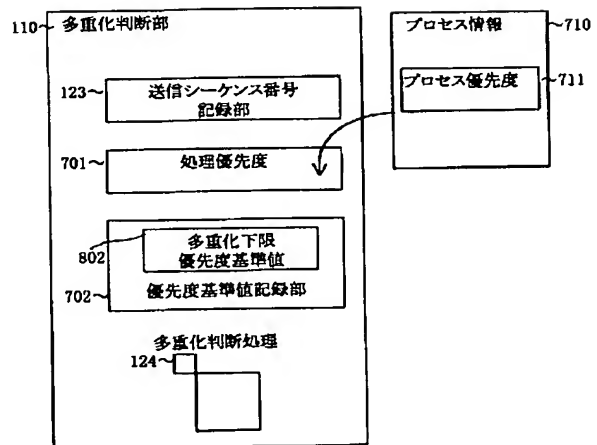 110 多重化判断部
123 送信シーケンス番号
記録部
701 処理優先度
802 多重化下限
優先度基準値
702 優先度基準値記録部
多重化判断処理
124
プロセス情報 710
プロセス優先度 711